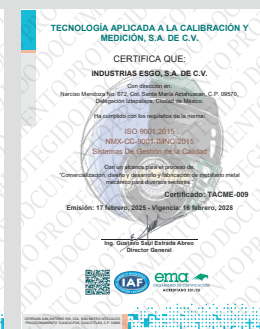 TECNOLOGÍA APLICADA A LA CALIBRACIÓN Y
MEDICIÓN, S.A. DE C.V.
CERTIFICA QUE:
INDUSTRIAS ESGO, S.A. DE C.V.
Con dirección en:
Narciso Mendoza No. 672, Col. Santa María Aztahuacan, C.P. 09570,
Delegación Iztapalapa, Ciudad de México.
Ha cumplido con los requisitos de la norma:
ISO 9001:2015
NMX-CC-9001-IMNC-2015
Sistemas De Gestión de la Calidad
Con un alcance para el proceso de
"Comercialización, diseño y desarrollo y fabricación de mobiliario metal
mecánico para diversos sectores."
Certificado: TACME-009
Emisión: 17 febrero, 2025 - Vigencia: 16 febrero, 2028
Ing. Gustavo Saúl Estrada Abreo
Director General
IAF
ema
ORGANISMO DE CERTIFICACIÓN